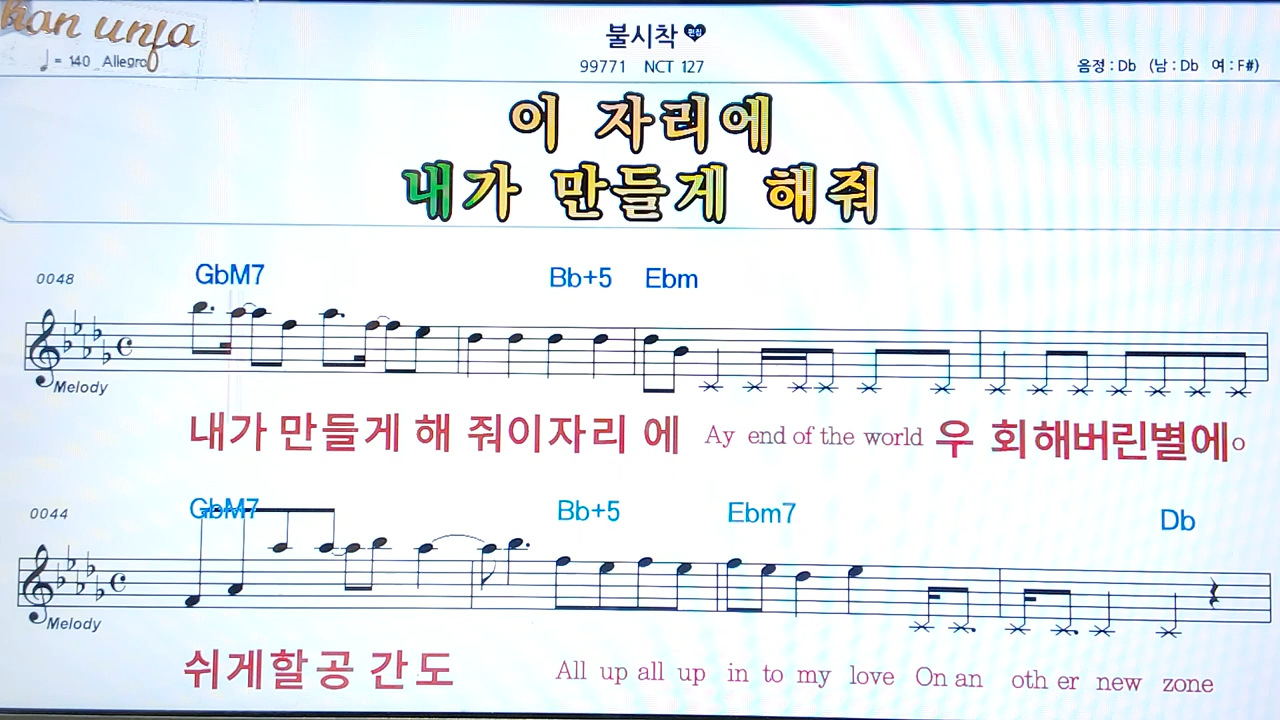 han unja
♩ = 140 Allegro
불시착 편집
99771 NCT 127
음정 : Db (남 : Db 여 : F#)
이 자리에
내가 만들게 해줘
0048
GbM7 Bb+5 Ebm
Melody
내가 만들게 해 줘이자리 에 Ay end of the world 우 회해버린별에o
0044
GbM7 Bb+5 Ebm7 Db
Melody
쉬게할공 간도 All up all up in to my love On an oth er new zone